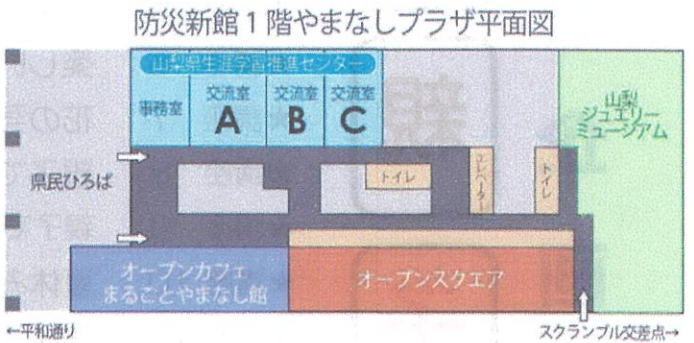 防災新館1階やまなしプラザ平面図
山梨県生涯学習推進センター
事務室
交流室
A
交流室
B
交流室
C
山梨
ジュエリー
ミュージアム
県民ひろば
トイレ
エレベーター
トイレ
オープンカフェ
まるごとやまなし館
オープンスクエア
←平和通り
スクランブル交差点→